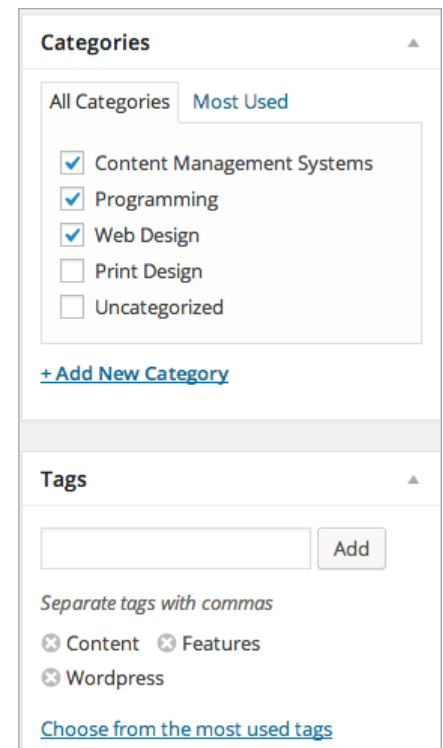 Categories
All Categories Most Used
Content Management Systems
Programming
Web Design
Print Design
Uncategorized
+ Add New Category
Tags
Add
Separate tags with commas
Content Features
Wordpress
Choose from the most used tags